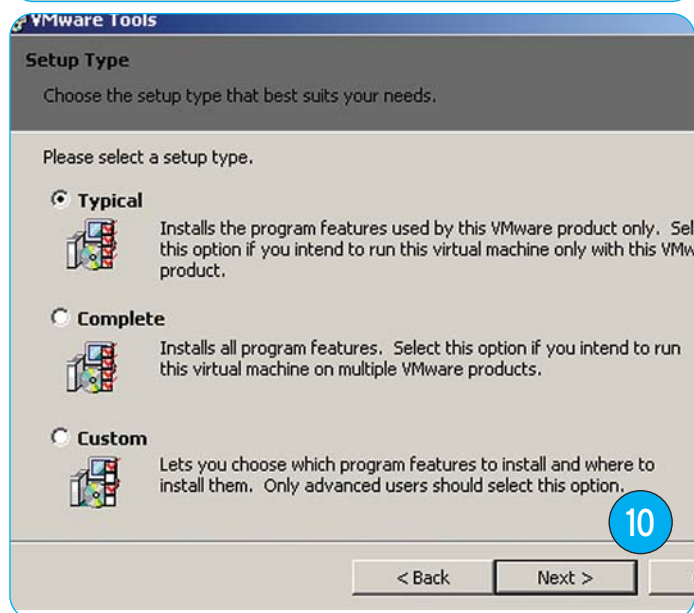 VMware Tools
Setup Type
Choose the setup type that best suits your needs.
Please select a setup type.
Typical
Installs the program features used by this VMware product only. Sel
this option if you intend to run this virtual machine only with this VMw
product.
Complete
Installs all program features. Select this option if you intend to run
this virtual machine on multiple VMware products.
Custom
Lets you choose which program features to install and where to
install them. Only advanced users should select this option.
10
< Back
Next >